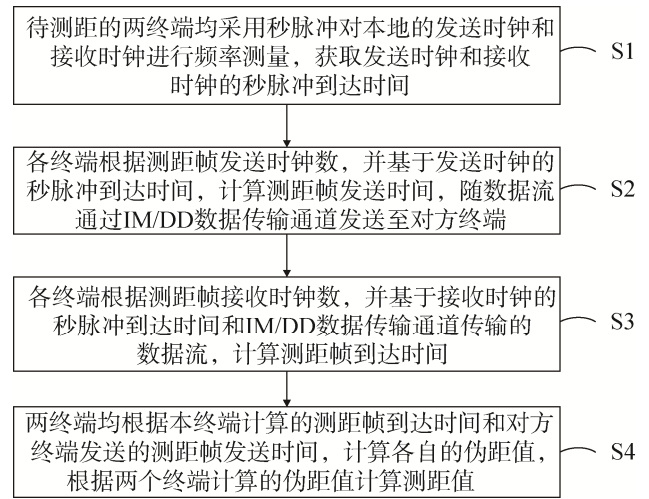 待测距的两终端均采用秒脉冲对本地的发送时钟和
接收时钟进行频率测量，获取发送时钟和接收
时钟的秒脉冲到达时间
S1
各终端根据测距帧发送时钟数，并基于发送时钟的
秒脉冲到达时间，计算测距帧发送时间，随数据流
通过IM/DD数据传输通道发送至对方终端
S2
各终端根据测距帧接收时钟数，并基于接收时钟的
秒脉冲到达时间和IM/DD数据传输通道传输的
数据流，计算测距帧到达时间
S3
两终端均根据本终端计算的测距帧到达时间和对方
终端发送的测距帧发送时间，计算各自的伪距值，
根据两个终端计算的伪距值计算测距值
S4